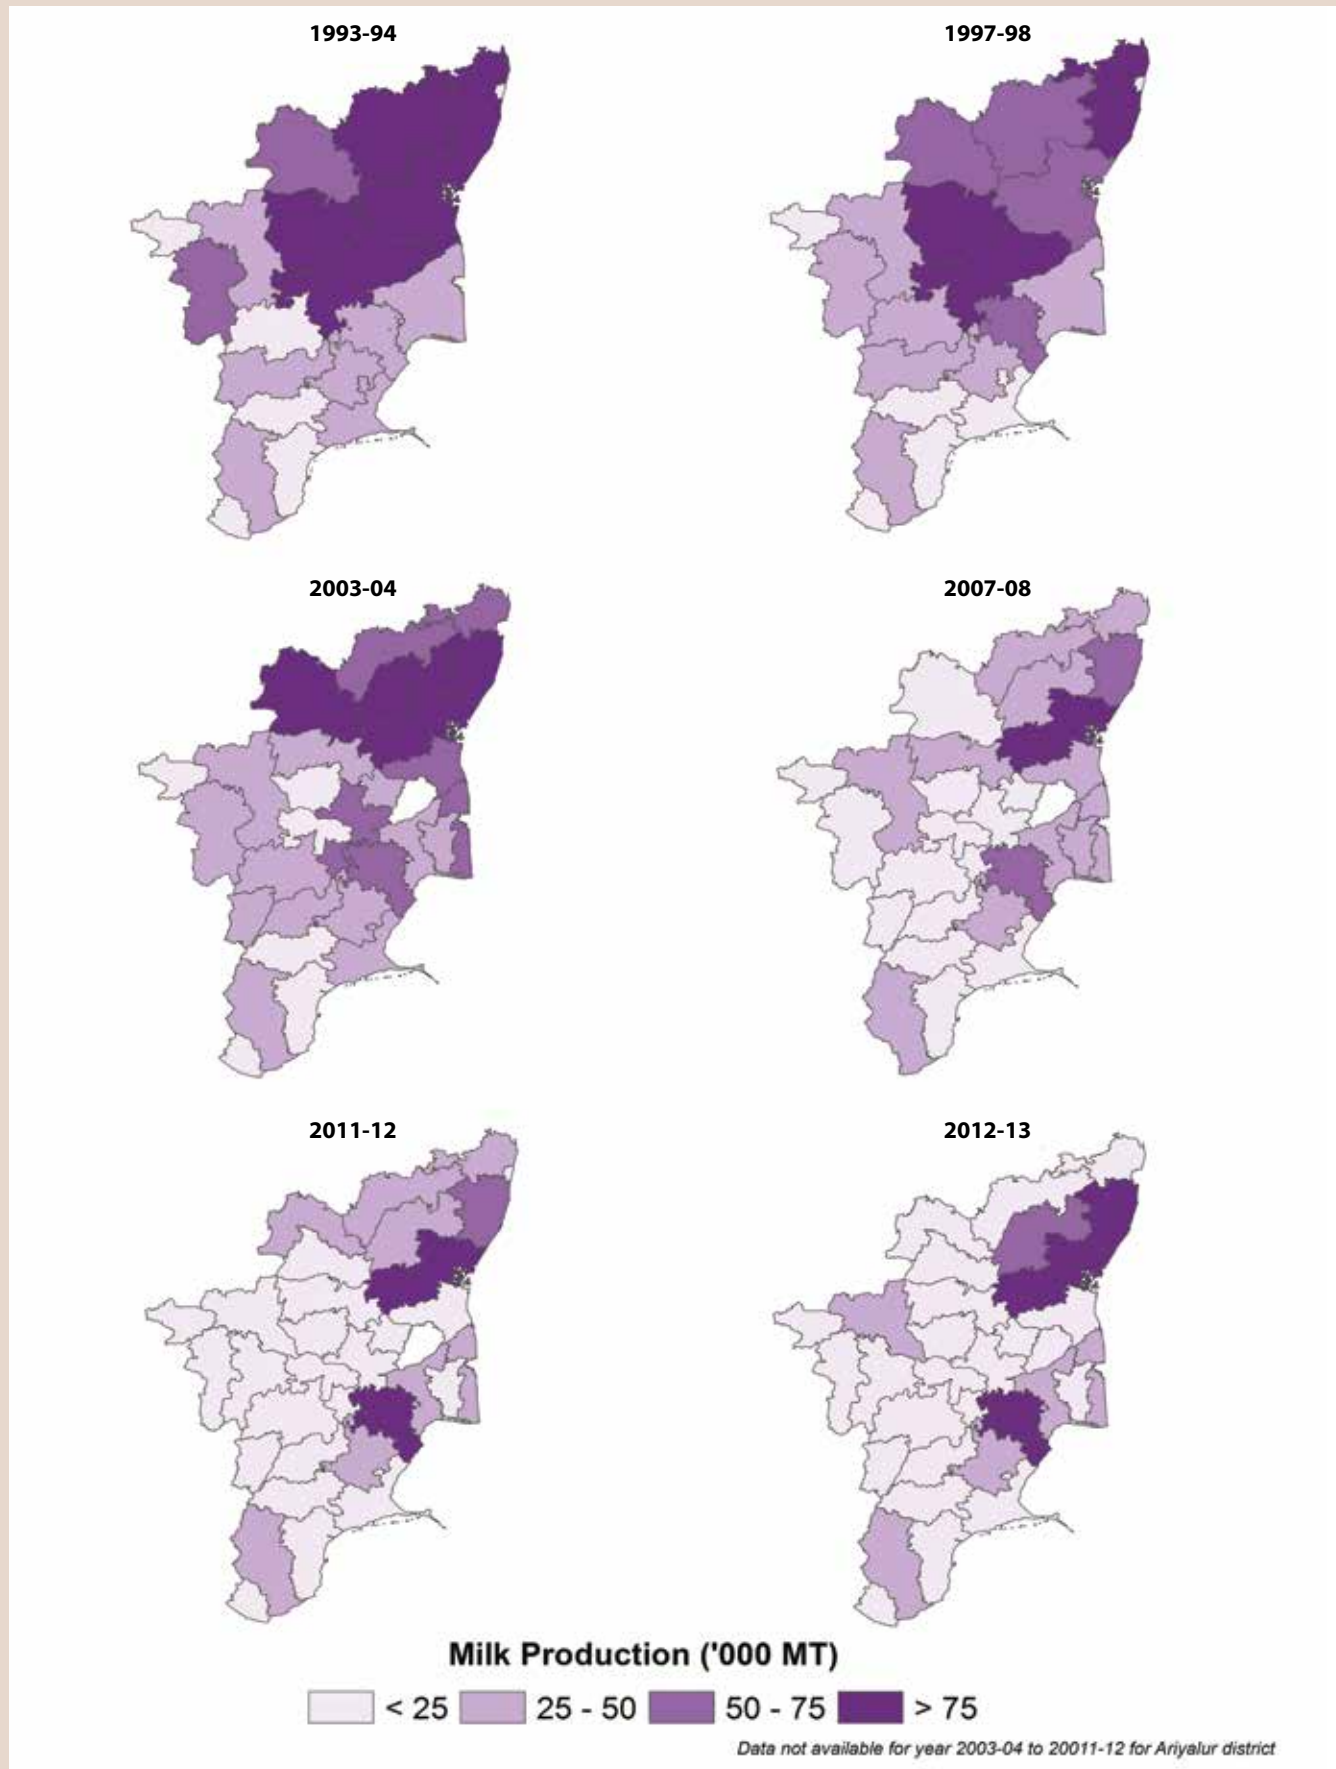 1993-94
1997-98
2003-04
2007-08
2011-12
2012-13
Milk Production ('000 MT)
< 25
25 - 50
50 - 75
> 75
Data not available for year 2003-04 to 20011-12 for Ariyalur district